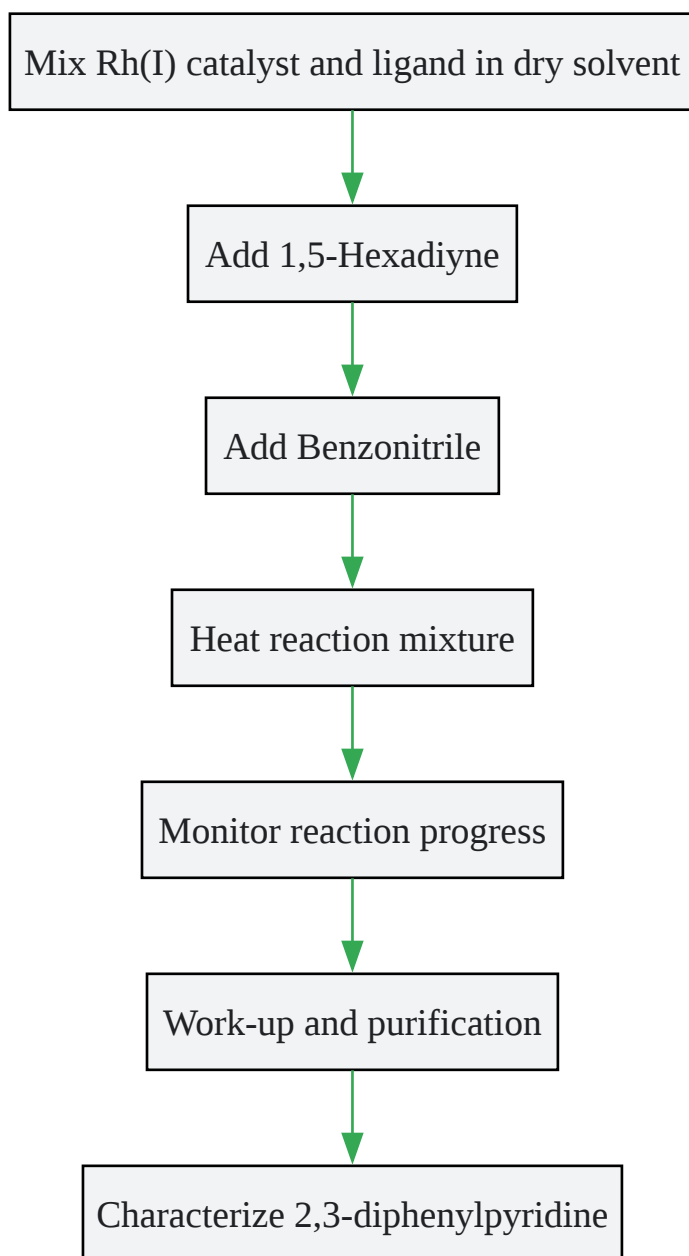 Mix Rh(I) catalyst and ligand in dry solvent
Add 1,5-Hexadiyne
Add Benzonitrile
Heat reaction mixture
Monitor reaction progress
Work-up and purification
Characterize 2,3-diphenylpyridine